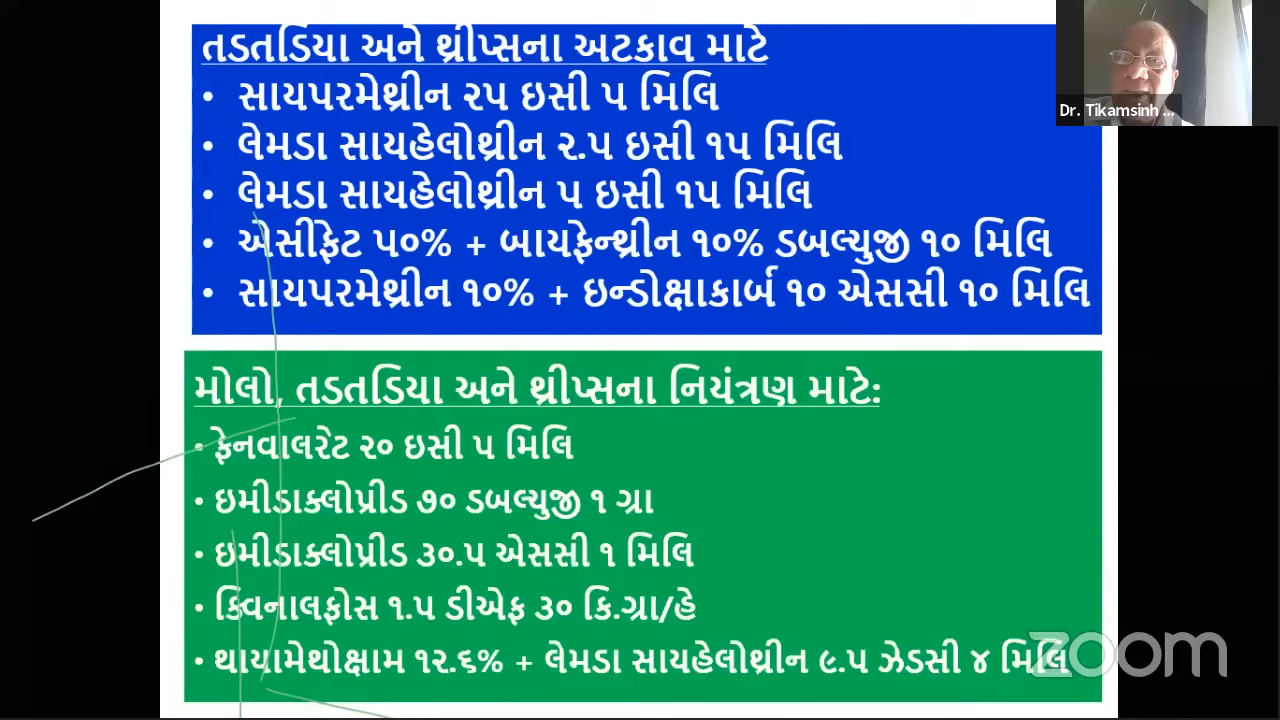 તડતડિયા અને થ્રીપ્સના અટકાવ માટે
• સાયપરમેથ્રીન ૨૫ ઇસી ૫ મિલિ
• લેમડા સાયહેલોથ્રીન ૨.૫ ઇસી ૧૫ મિલિ
• લેમડા સાયહેલોથ્રીન ૫ ઇસી ૧૫ મિલિ
• એસીફેટ ૫૦% + બાયફેન્થ્રીન ૧૦% ડબલ્યુજી ૧૦ મિલિ
• સાયપરમેથ્રીન ૧૦% + ઇન્ડોક્ષાકાર્બ ૧૦ એસસી ૧૦ મિલિ
મોલો, તડતડિયા અને થ્રીપ્સના નિયંત્રણ માટેઃ
• ફેનવાલરેટ ૨૦ ઇસી ૫ મિલિ
• ઇમીડાક્લોપ્રીડ ૭૦ ડબલ્યુજી ૧ ગ્રા
• ઇમીડાક્લોપ્રીડ ૩૦.૫ એસસી ૧ મિલિ
• ક્વિનાલફોસ ૧.૫ ડીએફ ૩૦ કિ.ગ્રા/હે
• થાયામેથોક્ષામ ૧૨.૬% + લેમડા સાયહેલોથ્રીન ૯.૫ ઝેડસી ૪ મિલિ
Dr. Tikamsinh ...
zoom